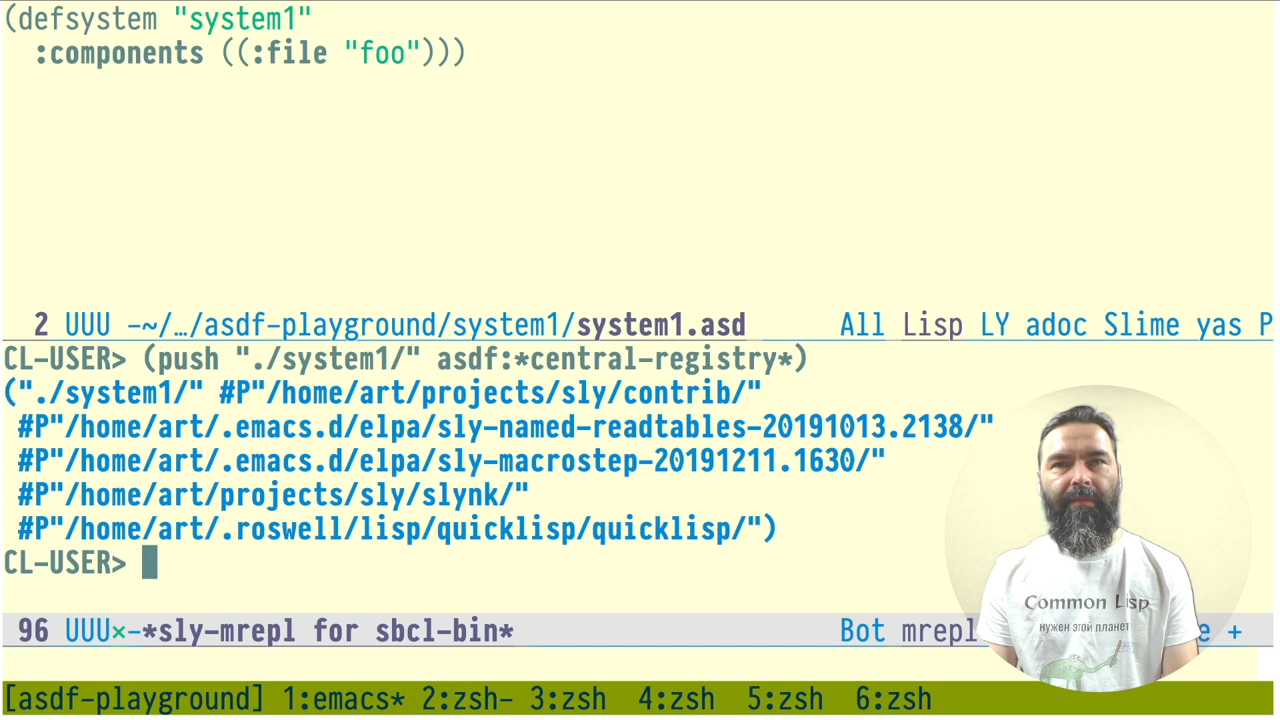 (defsystem "system1"
  :components ((:file "foo")))
2 UUU -~/…/asdf-playground/system1/system1.asd All Lisp LY adoc Slime yas P
CL-USER> (push "./system1/" asdf:*central-registry*)
("./system1/" #P"/home/art/projects/sly/contrib/"
 #P"/home/art/.emacs.d/elpa/sly-named-readtables-20191013.2138/"
 #P"/home/art/.emacs.d/elpa/sly-macrostep-20191211.1630/"
 #P"/home/art/projects/sly/slynk/"
 #P"/home/art/.roswell/lisp/quicklisp/quicklisp/")
CL-USER>
96 UUU×-*sly-mrepl for sbcl-bin* Bot mrepl e +
Common Lisp
нужен этой планет
[asdf-playground] 1:emacs* 2:zsh- 3:zsh 4:zsh 5:zsh 6:zsh